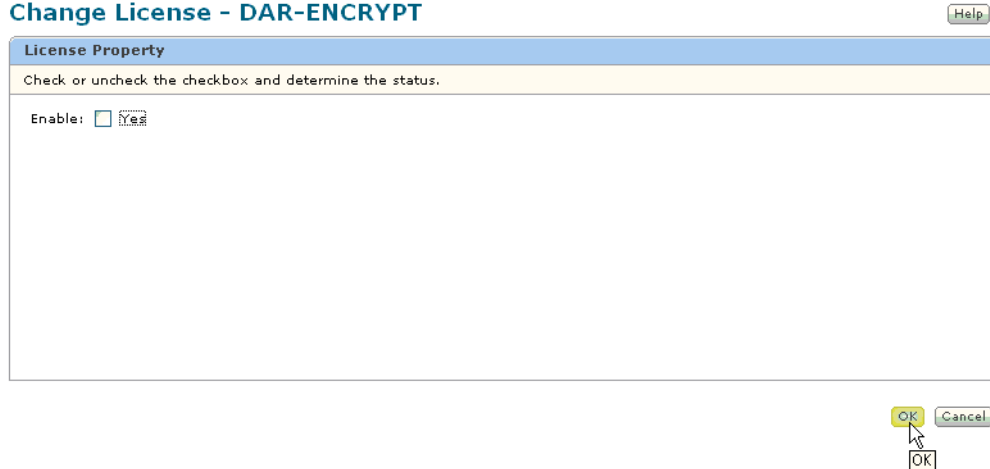 Change License - DAR-ENCRYPT
Help
License Property
Check or uncheck the checkbox and determine the status.
Enable: Yes
OK Cancel
OK